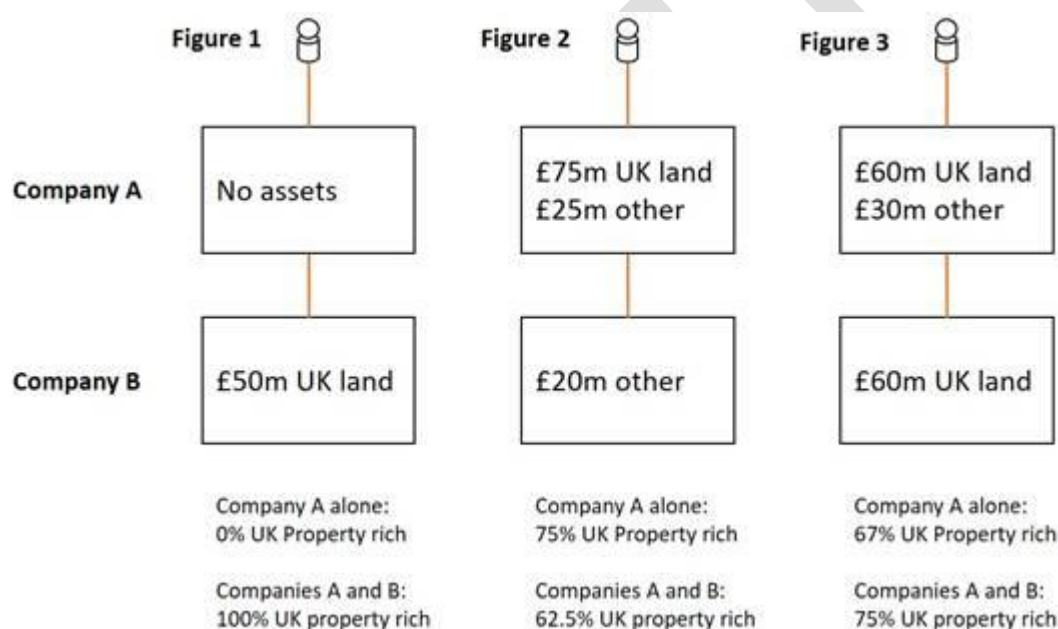 Figure 1
Figure 2
Figure 3
Company A
No assets
£75m UK land
£25m other
£60m UK land
£30m other
Company B
£50m UK land
£20m other
£60m UK land
Company A alone:
0% UK Property rich
Company A alone:
75% UK Property rich
Company A alone:
67% UK Property rich
Companies A and B:
100% UK property rich
Companies A and B:
62.5% UK property rich
Companies A and B:
75% UK property rich